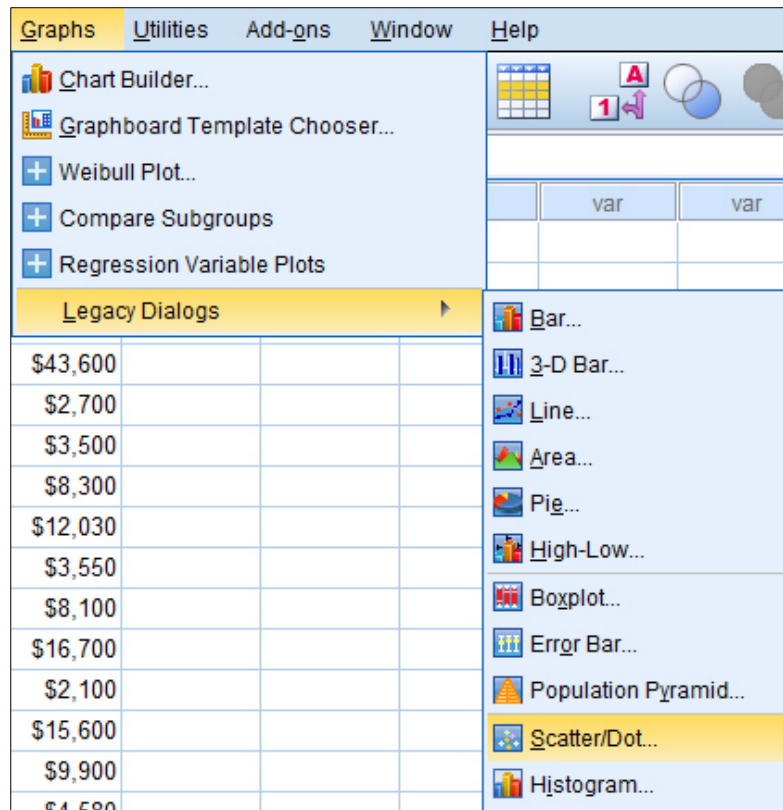 Graphs Utilities Add-ons Window Help
Chart Builder...
Graphboard Template Chooser...
Weibull Plot...
Compare Subgroups
Regression Variable Plots
Legacy Dialogs
A
1
var var
Bar...
3-D Bar...
Line...
Area...
Pie...
High-Low...
Boxplot...
Error Bar...
Population Pyramid...
Scatter/Dot...
Histogram...
$43,600
$2,700
$3,500
$8,300
$12,030
$3,550
$8,100
$16,700
$2,100
$15,600
$9,900